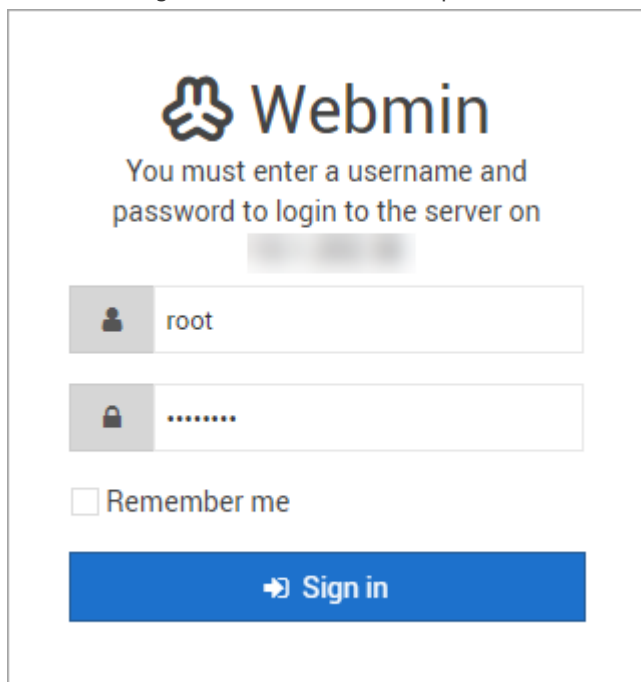 Webmin
You must enter a username and
password to login to the server on
root
••••••••
Remember me
Sign in